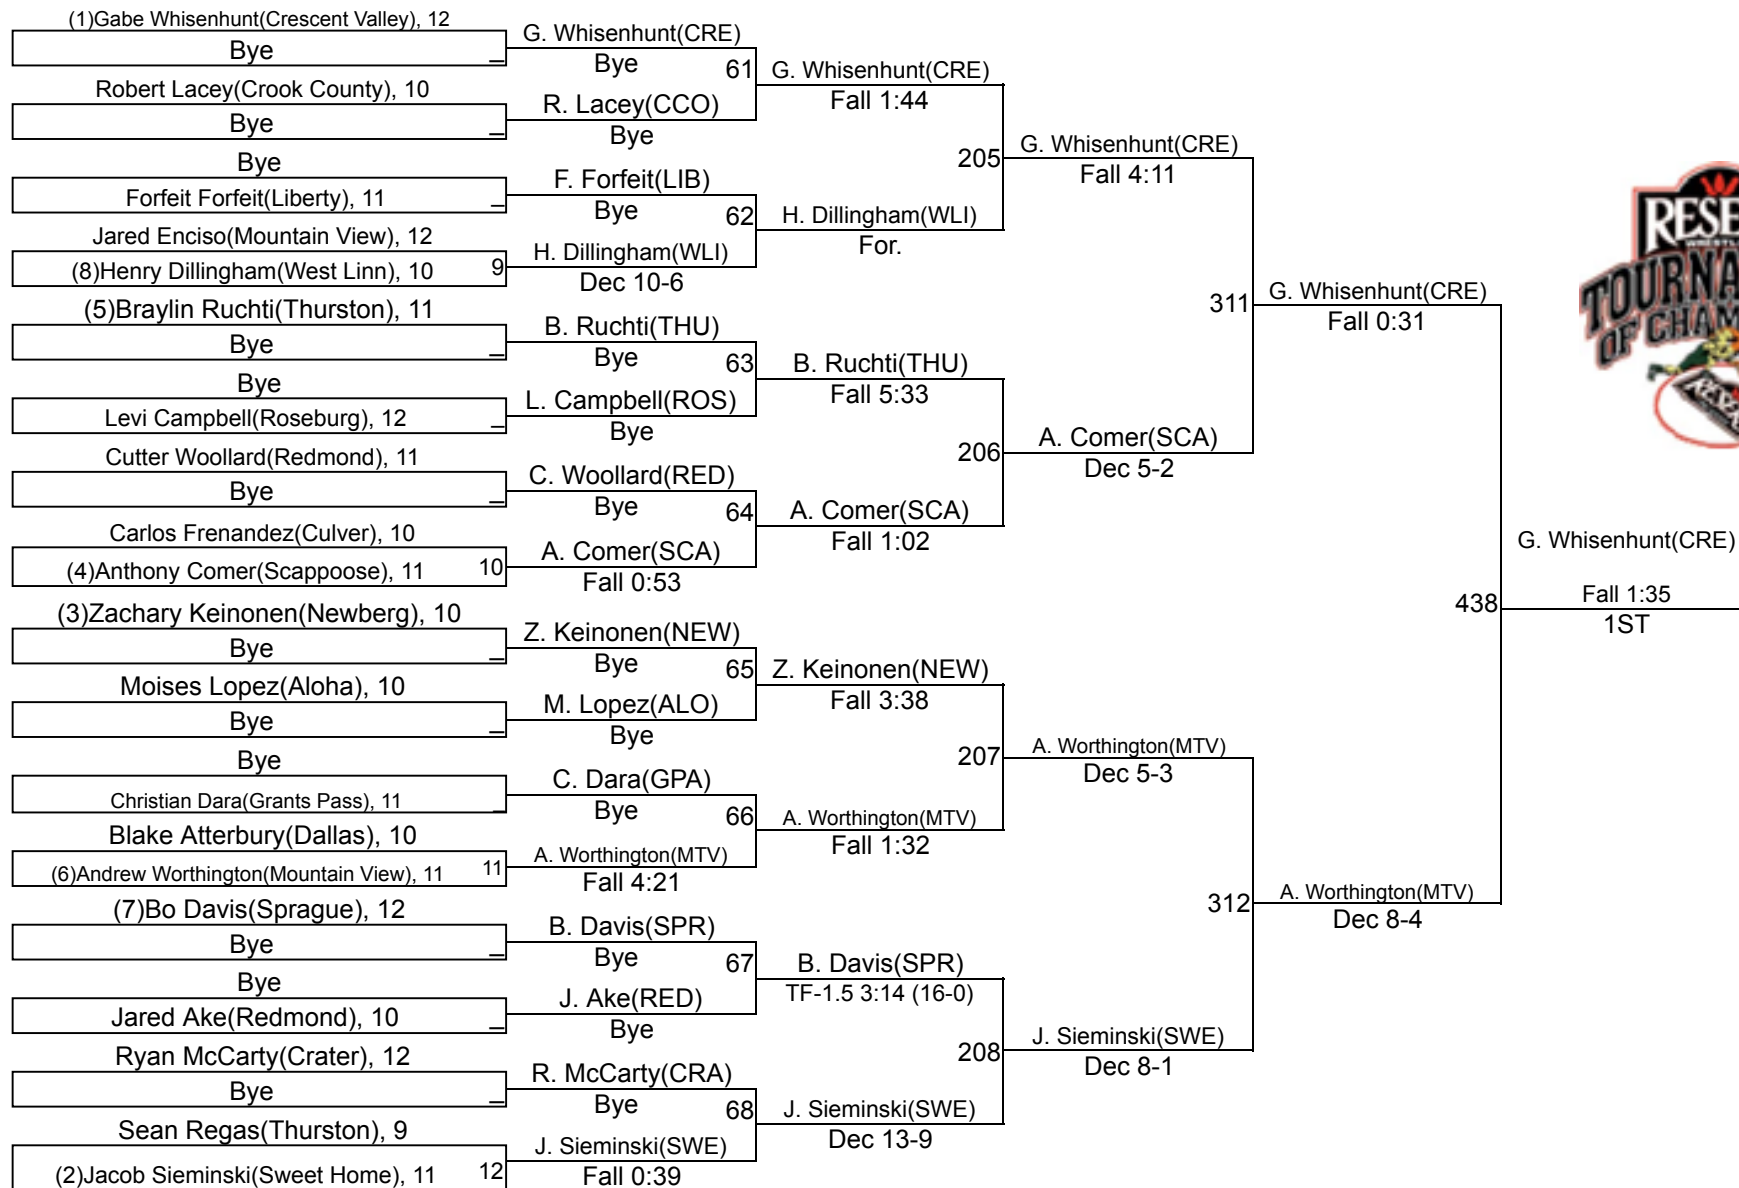 (1)Gabe Whisenhunt(Crescent Valley), 12
Bye
_
Robert Lacey(Crook County), 10
Bye
_
Bye
Forfeit Forfeit(Liberty), 11
_
Jared Enciso(Mountain View), 12
(8)Henry Dillingham(West Linn), 10
9
(5)Braylin Ruchti(Thurston), 11
Bye
_
Bye
Levi Campbell(Roseburg), 12
_
Cutter Woollard(Redmond), 11
Bye
_
Carlos Frenandez(Culver), 10
(4)Anthony Comer(Scappoose), 11
10
(3)Zachary Keinonen(Newberg), 10
Bye
_
Moises Lopez(Aloha), 10
Bye
_
Bye
Christian Dara(Grants Pass), 11
_
Blake Atterbury(Dallas), 10
(6)Andrew Worthington(Mountain View), 11
11
(7)Bo Davis(Sprague), 12
Bye
_
Bye
Jared Ake(Redmond), 10
_
Ryan McCarty(Crater), 12
Bye
_
Sean Regas(Thurston), 9
(2)Jacob Sieminski(Sweet Home), 11
12
G. Whisenhunt(CRE)
Bye
61
R. Lacey(CCO)
Bye
F. Forfeit(LIB)
Bye
62
H. Dillingham(WLI)
Dec 10-6
B. Ruchti(THU)
Bye
63
L. Campbell(ROS)
Bye
C. Woollard(RED)
Bye
64
A. Comer(SCA)
Fall 0:53
Z. Keinonen(NEW)
Bye
65
M. Lopez(ALO)
Bye
C. Dara(GPA)
Bye
66
A. Worthington(MTV)
Fall 4:21
B. Davis(SPR)
Bye
67
J. Ake(RED)
Bye
R. McCarty(CRA)
Bye
68
J. Sieminski(SWE)
Fall 0:39
G. Whisenhunt(CRE)
Fall 1:44
205
H. Dillingham(WLI)
For.
B. Ruchti(THU)
Fall 5:33
206
A. Comer(SCA)
Fall 1:02
Z. Keinonen(NEW)
Fall 3:38
207
A. Worthington(MTV)
Fall 1:32
B. Davis(SPR)
TF-1.5 3:14 (16-0)
208
J. Sieminski(SWE)
Dec 13-9
G. Whisenhunt(CRE)
Fall 4:11
311
A. Comer(SCA)
Dec 5-2
A. Worthington(MTV)
Dec 5-3
312
J. Sieminski(SWE)
Dec 8-1
G. Whisenhunt(CRE)
Fall 0:31
438
A. Worthington(MTV)
Dec 8-4
G. Whisenhunt(CRE)
Fall 1:35
1ST
RESE
TOURNA
OF CHAM